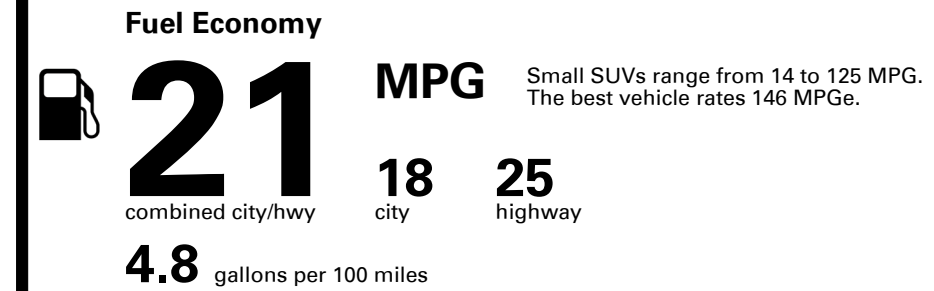 Fuel Economy
21 MPG
Small SUVs range from 14 to 125 MPG.
The best vehicle rates 146 MPGe.
combined city/hwy
18
city
25
highway
4.8 gallons per 100 miles